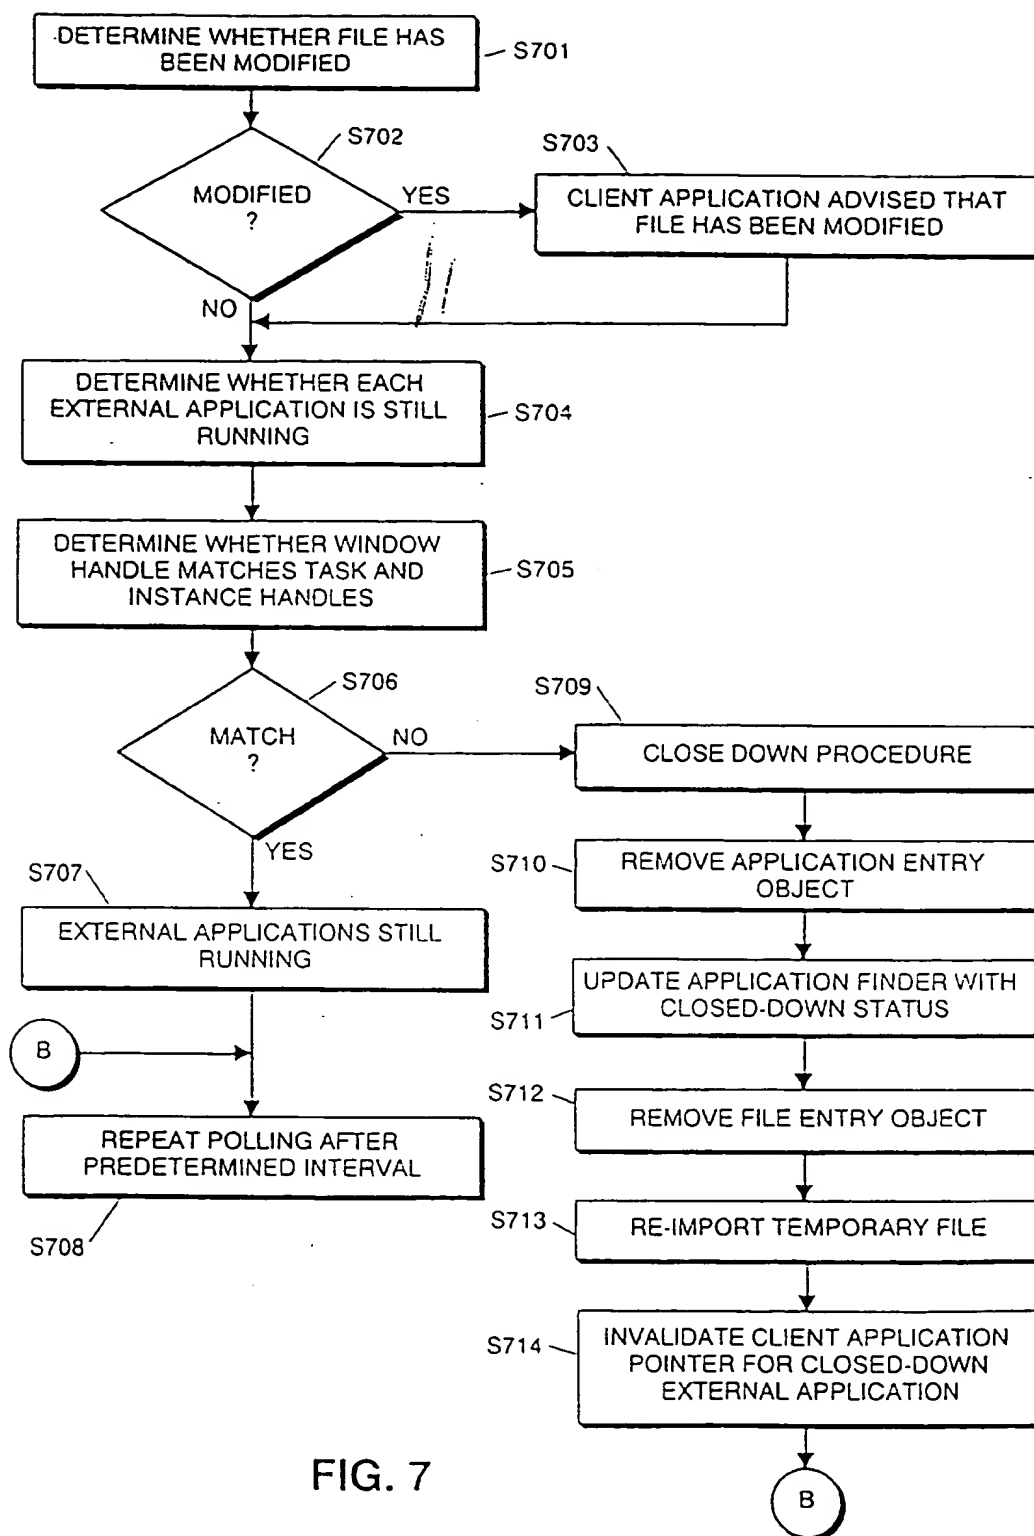 DETERMINE WHETHER FILE HAS
BEEN MODIFIED
S701
S702
MODIFIED
?
YES
NO
S703
CLIENT APPLICATION ADVISED THAT
FILE HAS BEEN MODIFIED
DETERMINE WHETHER EACH
EXTERNAL APPLICATION IS STILL
RUNNING
S704
DETERMINE WHETHER WINDOW
HANDLE MATCHES TASK AND
INSTANCE HANDLES
S705
S706
MATCH
?
NO
YES
S707
EXTERNAL APPLICATIONS STILL
RUNNING
B
REPEAT POLLING AFTER
PREDETERMINED INTERVAL
S708
S709
CLOSE DOWN PROCEDURE
S710
REMOVE APPLICATION ENTRY
OBJECT
UPDATE APPLICATION FINDER WITH
CLOSED-DOWN STATUS
S711
S712
REMOVE FILE ENTRY OBJECT
S713
RE-IMPORT TEMPORARY FILE
S714
INVALIDATE CLIENT APPLICATION
POINTER FOR CLOSED-DOWN
EXTERNAL APPLICATION
B
FIG. 7